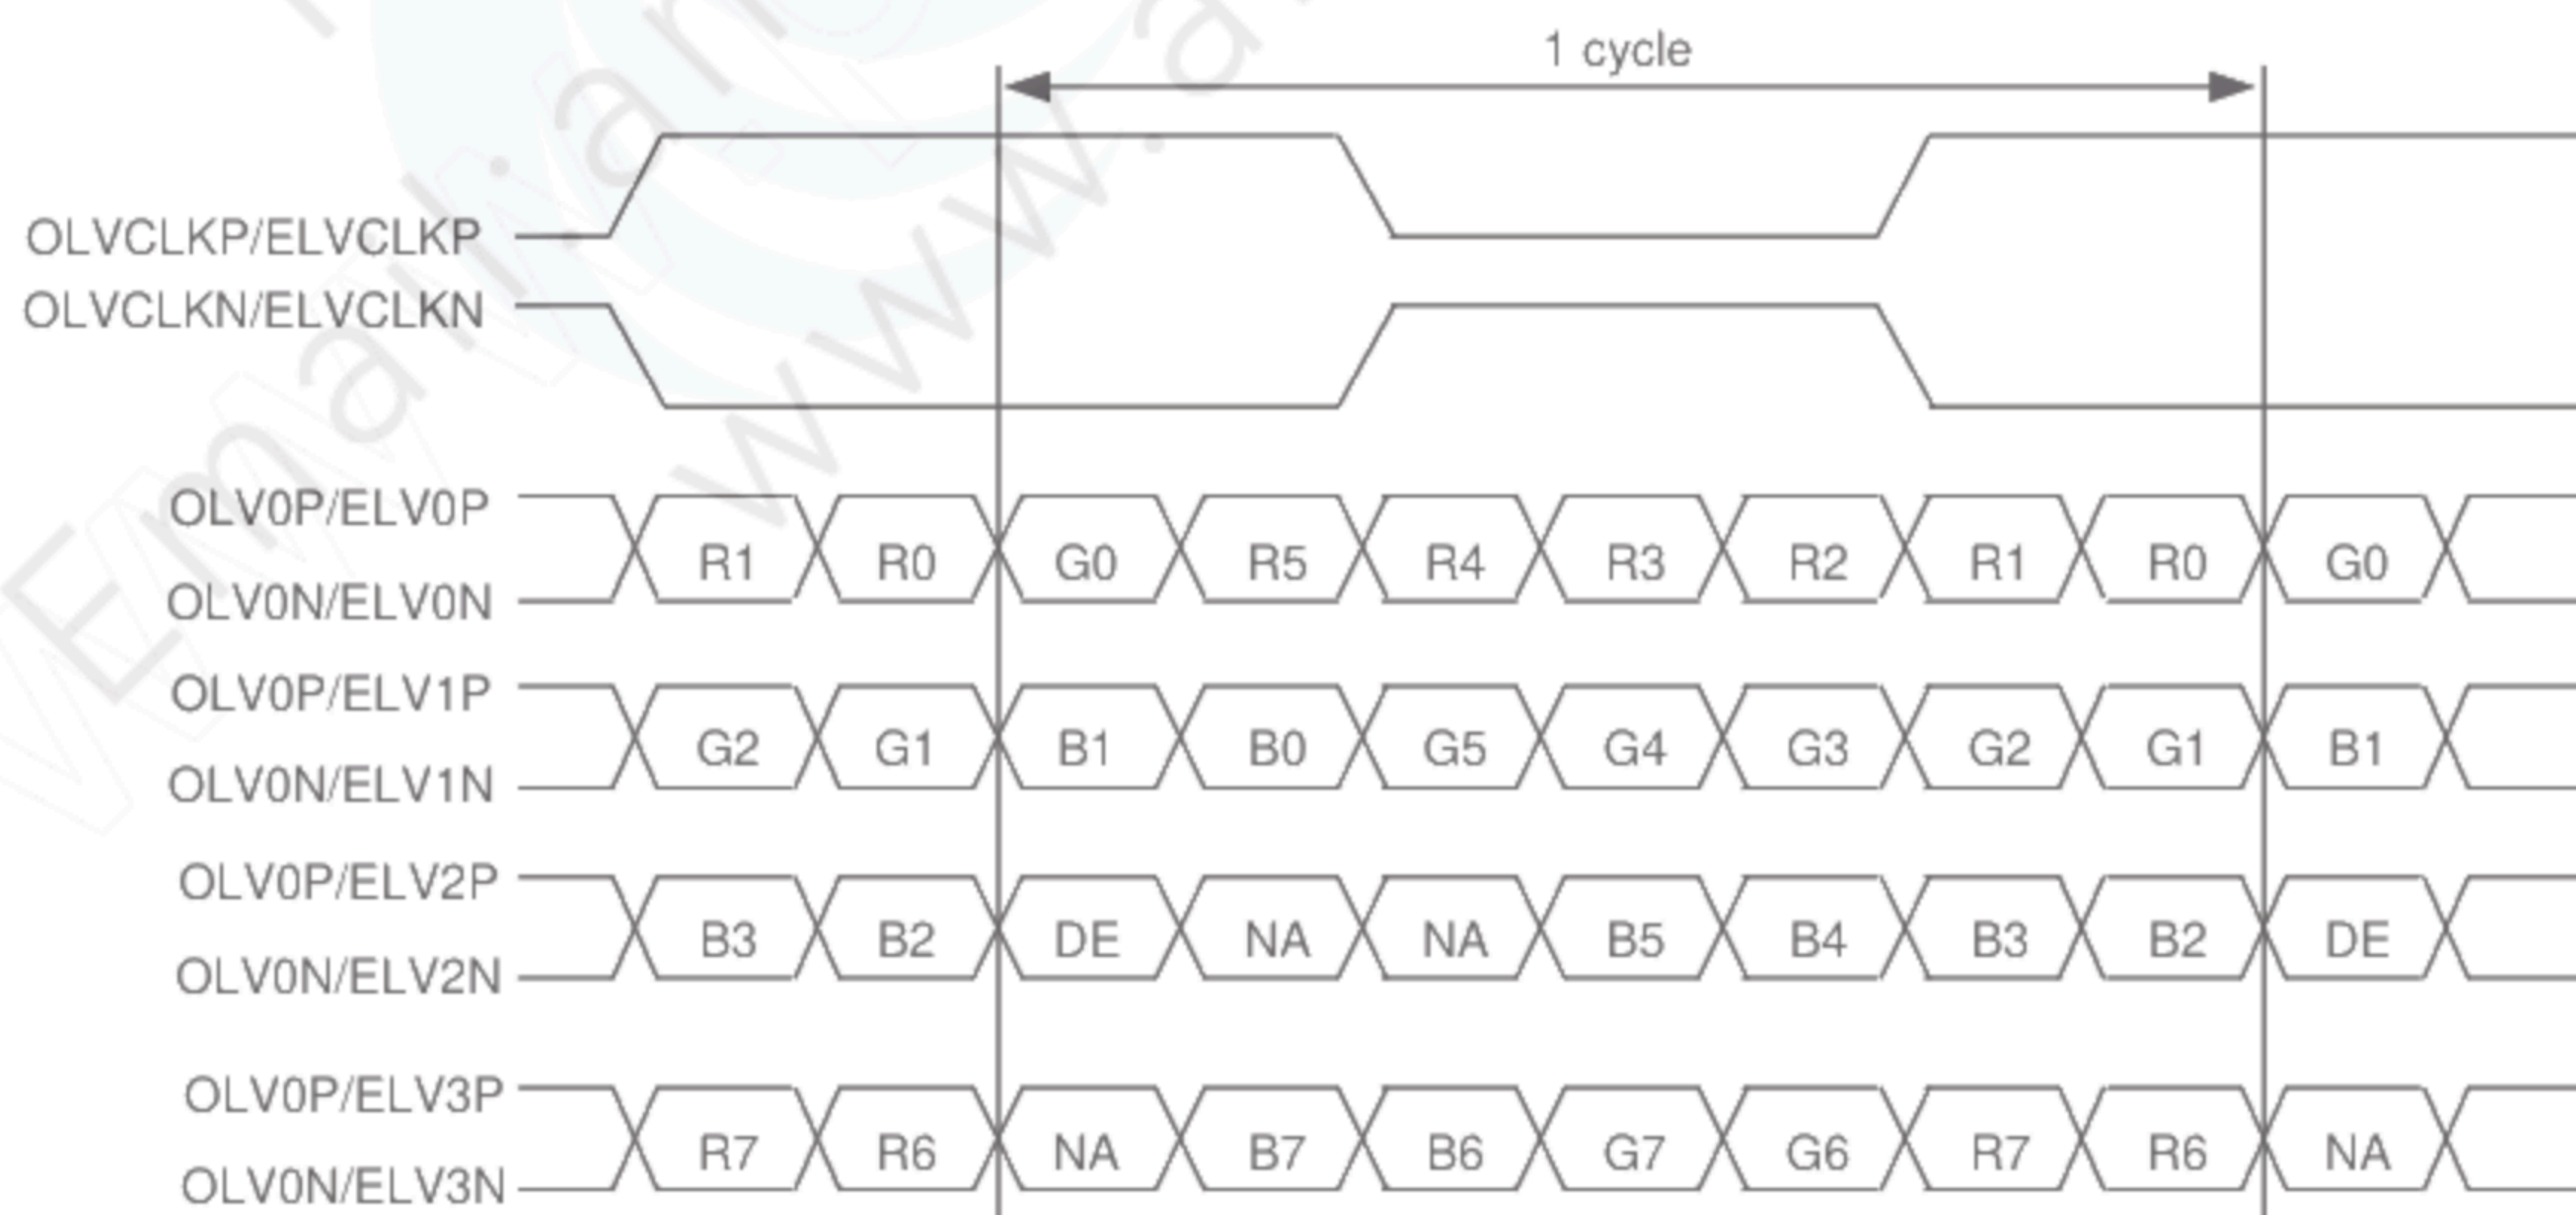 1 cycle
OLVCLKP/ELVCLKP
OLVCLKN/ELVCLKN
OLV0P/ELV0P
R1 R0 G0 R5 R4 R3 R2 R1 R0 G0
OLV0N/ELV0N
OLV0P/ELV1P
G2 G1 B1 B0 G5 G4 G3 G2 G1 B1
OLV0N/ELV1N
OLV0P/ELV2P
B3 B2 DE NA NA B5 B4 B3 B2 DE
OLV0N/ELV2N
OLV0P/ELV3P
R7 R6 NA B7 B6 G7 G6 R7 R6 NA
OLV0N/ELV3N
Email:
www.a